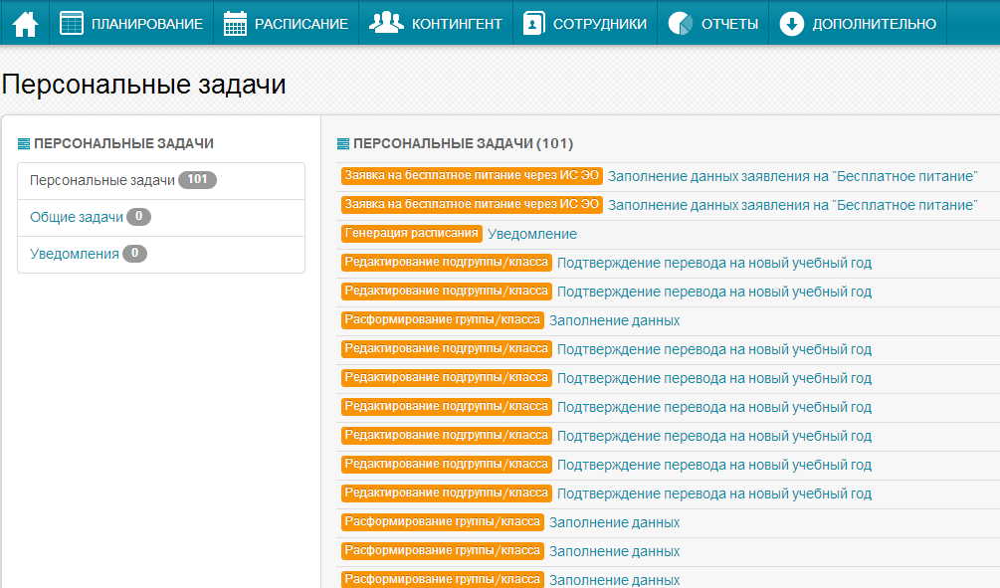 ПЛАНИРОВАНИЕ РАСПИСАНИЕ КОНТИНГЕНТ СОТРУДНИКИ ОТЧЕТЫ ДОПОЛНИТЕЛЬНО
Персональные задачи
ПЕРСОНАЛЬНЫЕ ЗАДАЧИ
Персональные задачи 101
Общие задачи 0
Уведомления 0
ПЕРСОНАЛЬНЫЕ ЗАДАЧИ (101)
Заявка на бесплатное питание через ИС ЭО Заполнение данных заявления на "Бесплатное питание"
Заявка на бесплатное питание через ИС ЭО Заполнение данных заявления на "Бесплатное питание"
Генерация расписания Уведомление
Редактирование подгруппы/класса Подтверждение перевода на новый учебный год
Редактирование подгруппы/класса Подтверждение перевода на новый учебный год
Расформирование группы/класса Заполнение данных
Редактирование подгруппы/класса Подтверждение перевода на новый учебный год
Редактирование подгруппы/класса Подтверждение перевода на новый учебный год
Редактирование подгруппы/класса Подтверждение перевода на новый учебный год
Редактирование подгруппы/класса Подтверждение перевода на новый учебный год
Редактирование подгруппы/класса Подтверждение перевода на новый учебный год
Редактирование подгруппы/класса Подтверждение перевода на новый учебный год
Расформирование группы/класса Заполнение данных
Расформирование группы/класса Заполнение данных
Расформирование группы/класса Заполнение данных